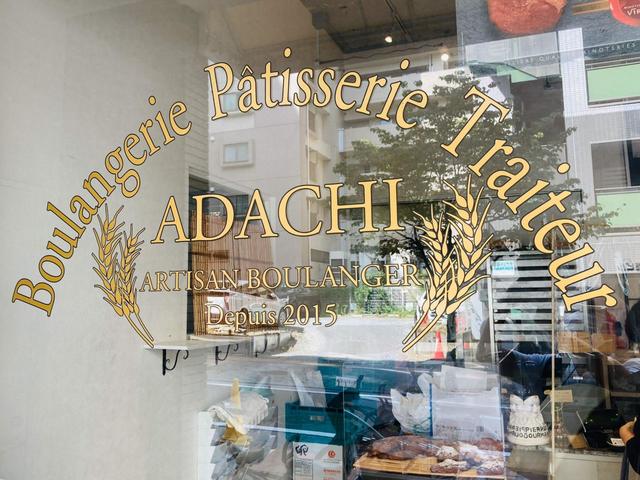 Boulangerie Pâtisserie Traiteur
ADACHI
ARTISAN BOULANGER
Depuis 2015